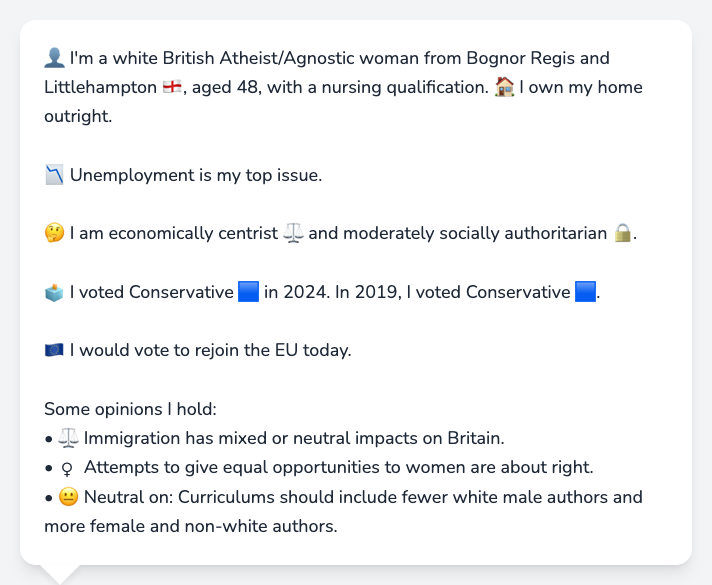 👤 I'm a white British Atheist/Agnostic woman from Bognor Regis and
Littlehampton 🏴󠁧󠁢󠁥󠁮󠁧󠁿, aged 48, with a nursing qualification. 🏠 I own my home
outright.
📉 Unemployment is my top issue.
🤔 I am economically centrist ⚖️ and moderately socially authoritarian 🔒.
🗳️ I voted Conservative 🟦 in 2024. In 2019, I voted Conservative 🟦.
🇪🇺 I would vote to rejoin the EU today.
Some opinions I hold:
• ⚖️ Immigration has mixed or neutral impacts on Britain.
• ♀ Attempts to give equal opportunities to women are about right.
• 😐 Neutral on: Curriculums should include fewer white male authors and
more female and non-white authors.